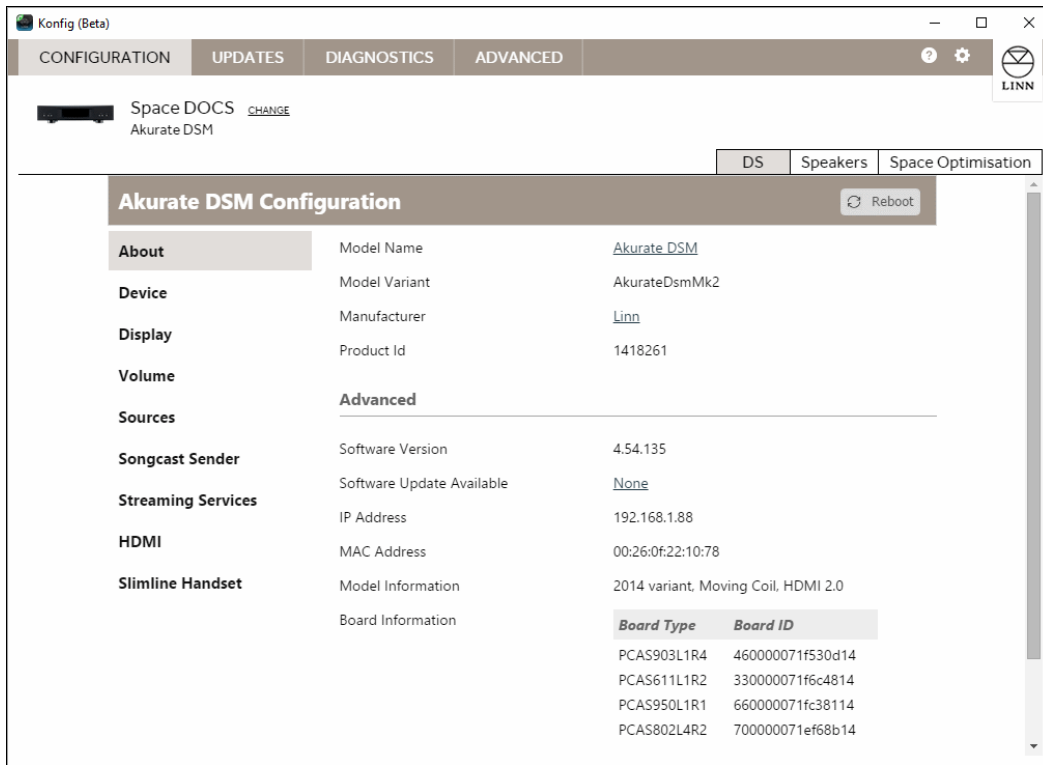 Konfig (Beta)
CONFIGURATION UPDATES DIAGNOSTICS ADVANCED
?
LINN
Space DOCS CHANGE
Akurate DSM
DS Speakers Space Optimisation
Akurate DSM Configuration Reboot
About Model Name Akurate DSM
Model Variant AkurateDsmMk2
Device
Manufacturer Linn
Display
Product Id 1418261
Volume
Advanced
Sources
Software Version 4.54.135
Songcast Sender
Software Update Available None
Streaming Services
IP Address 192.168.1.88
HDMI
MAC Address 00:26:0f:22:10:78
Slimline Handset Model Information 2014 variant, Moving Coil, HDMI 2.0
Board Information Board Type Board ID
PCAS903L1R4 460000071f530d14
PCAS611L1R2 330000071f6c4814
PCAS950L1R1 660000071fc38114
PCAS802L4R2 700000071ef68b14